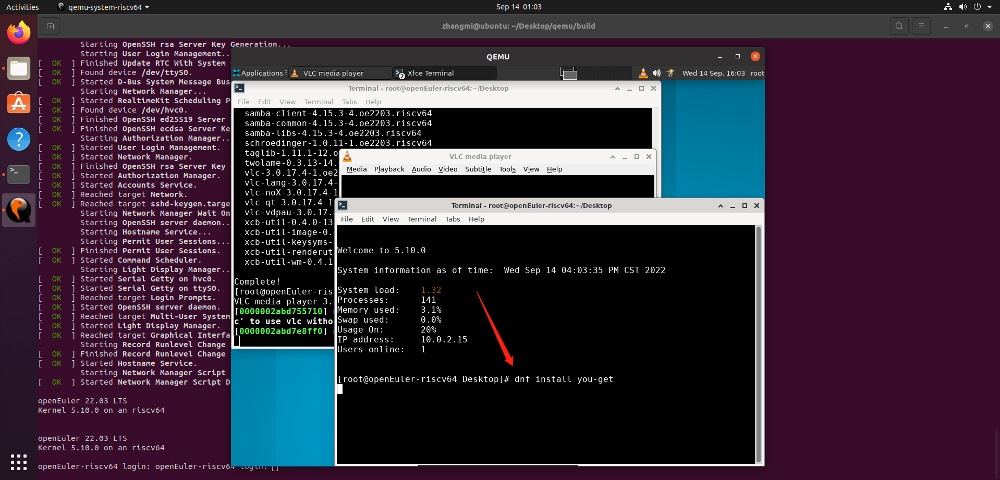 Activities
qemu-system-riscv64
Sep 14 01:03
zhangmi@ubuntu: ~/Desktop/qemu/build
Starting OpenSSH rsa Server Key Generation...
Starting User Login Management..
[ OK ] Finished Update RTC With System
[ OK ] Found device /dev/ttyS0.
[ OK ] Started D-Bus System Message Bus
Starting Network Manager...
[ OK ] Started RealtimeKit Scheduling P
[ OK ] Found device /dev/hvc0.
[ OK ] Finished OpenSSH ed25519 Server
[ OK ] Finished OpenSSH ecdsa Server Ke
Starting Authorization Manager..
[ OK ] Started User Login Management.
[ OK ] Started Network Manager.
[ OK ] Finished OpenSSH rsa Server Key
[ OK ] Started Authorization Manager.
[ OK ] Started Accounts Service.
[ OK ] Reached target Network.
[ OK ] Reached target sshd-keygen.targe
Starting Network Manager Wait On
Starting OpenSSH server daemon..
Starting Hostname Service...
Starting Permit User Sessions...
[ OK ] Finished Permit User Sessions.
[ OK ] Started Command Scheduler.
Starting Light Display Manager..
[ OK ] Started Serial Getty on hvc0.
[ OK ] Started Serial Getty on ttyS0.
[ OK ] Reached target Login Prompts.
[ OK ] Started OpenSSH server daemon.
[ OK ] Reached target Multi-User System
[ OK ] Started Light Display Manager.
[ OK ] Reached target Graphical Interfa
Starting Record Runlevel Change
[ OK ] Finished Record Runlevel Change
[ OK ] Started Hostname Service.
Starting Network Manager Script
[ OK ] Started Network Manager Script D
openEuler 22.03 LTS
Kernel 5.10.0 on an riscv64
openEuler 22.03 LTS
Kernel 5.10.0 on an riscv64
openEuler-riscv64 login: openEuler-riscv64 login:
QEMU
Applications
VLC media player
2
Xfce Terminal
Wed 14 Sep, 16:03
root
Terminal - root@openEuler-riscv64:~/Desktop
File Edit View Terminal Tabs Help
samba-client-4.15.3-4.oe2203.riscv64
samba-common-4.15.3-4.oe2203.riscv64
samba-libs-4.15.3-4.oe2203.riscv64
schroedinger-1.0.11-1.oe2203.riscv64
taglib-1.11.1-12.o
twolame-0.3.13-14.
vlc-3.0.17.4-1.oe2
vlc-lang-3.0.17.4-
vlc-noX-3.0.17.4-1
vlc-qt-3.0.17.4-1
vlc-vdpau-3.0.17.
xcb-util-0.4.0-13
xcb-util-image-0.
xcb-util-keysyms-
xcb-util-renderut
xcb-util-wm-0.4.1
Complete!
[root@openEuler-ris
VLC media player 3.
[0000002abd755710]
c' to use vlc witho
[0000002abd7e8ff0]
VLC media player
Media Playback Audio Video Subtitle Tools View Help
Terminal - root@openEuler-riscv64:~/Desktop
File Edit View Terminal Tabs Help
Welcome to 5.10.0
System information as of time: Wed Sep 14 04:03:35 PM CST 2022
System load: 1.32
Processes: 141
Memory used: 3.1%
Swap used: 0.0%
Usage On: 20%
IP address: 10.0.2.15
Users online: 1
[root@openEuler-riscv64 Desktop]# dnf install you-get